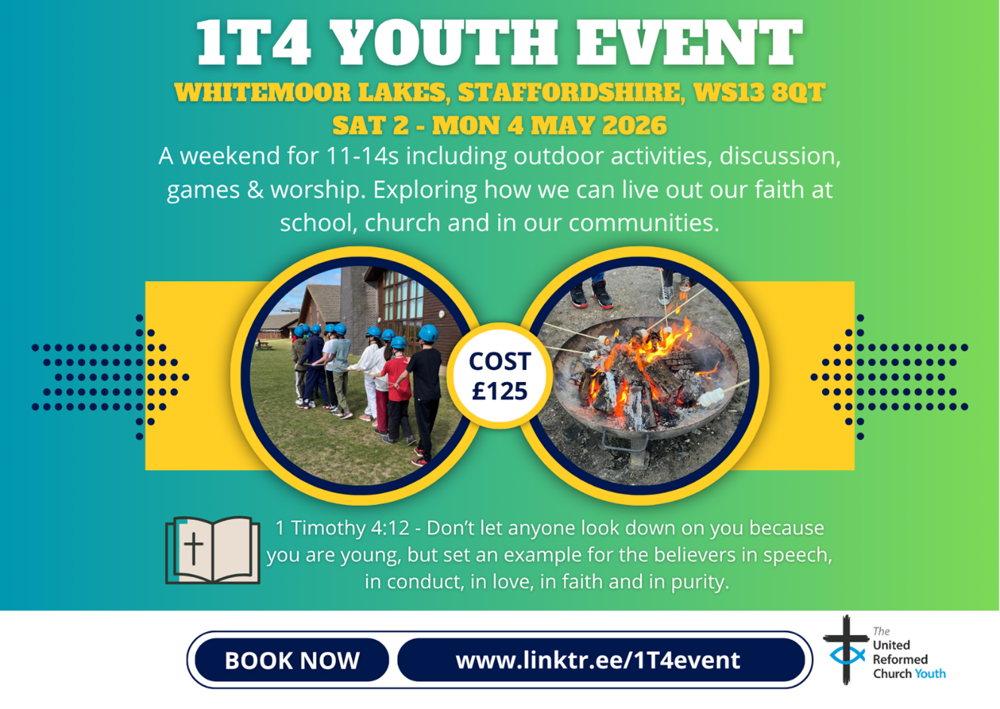 1T4 YOUTH EVENT
WHITEMOOR LAKES, STAFFORDSHIRE, WS13 8QT
SAT 2 - MON 4 MAY 2026
A weekend for 11-14s including outdoor activities, discussion,
games & worship. Exploring how we can live out our faith at
school, church and in our communities.
COST
£125
1 Timothy 4:12 - Don’t let anyone look down on you because
you are young, but set an example for the believers in speech,
in conduct, in love, in faith and in purity.
BOOK NOW
www.linktr.ee/1T4event
The
United
Reformed
Church Youth